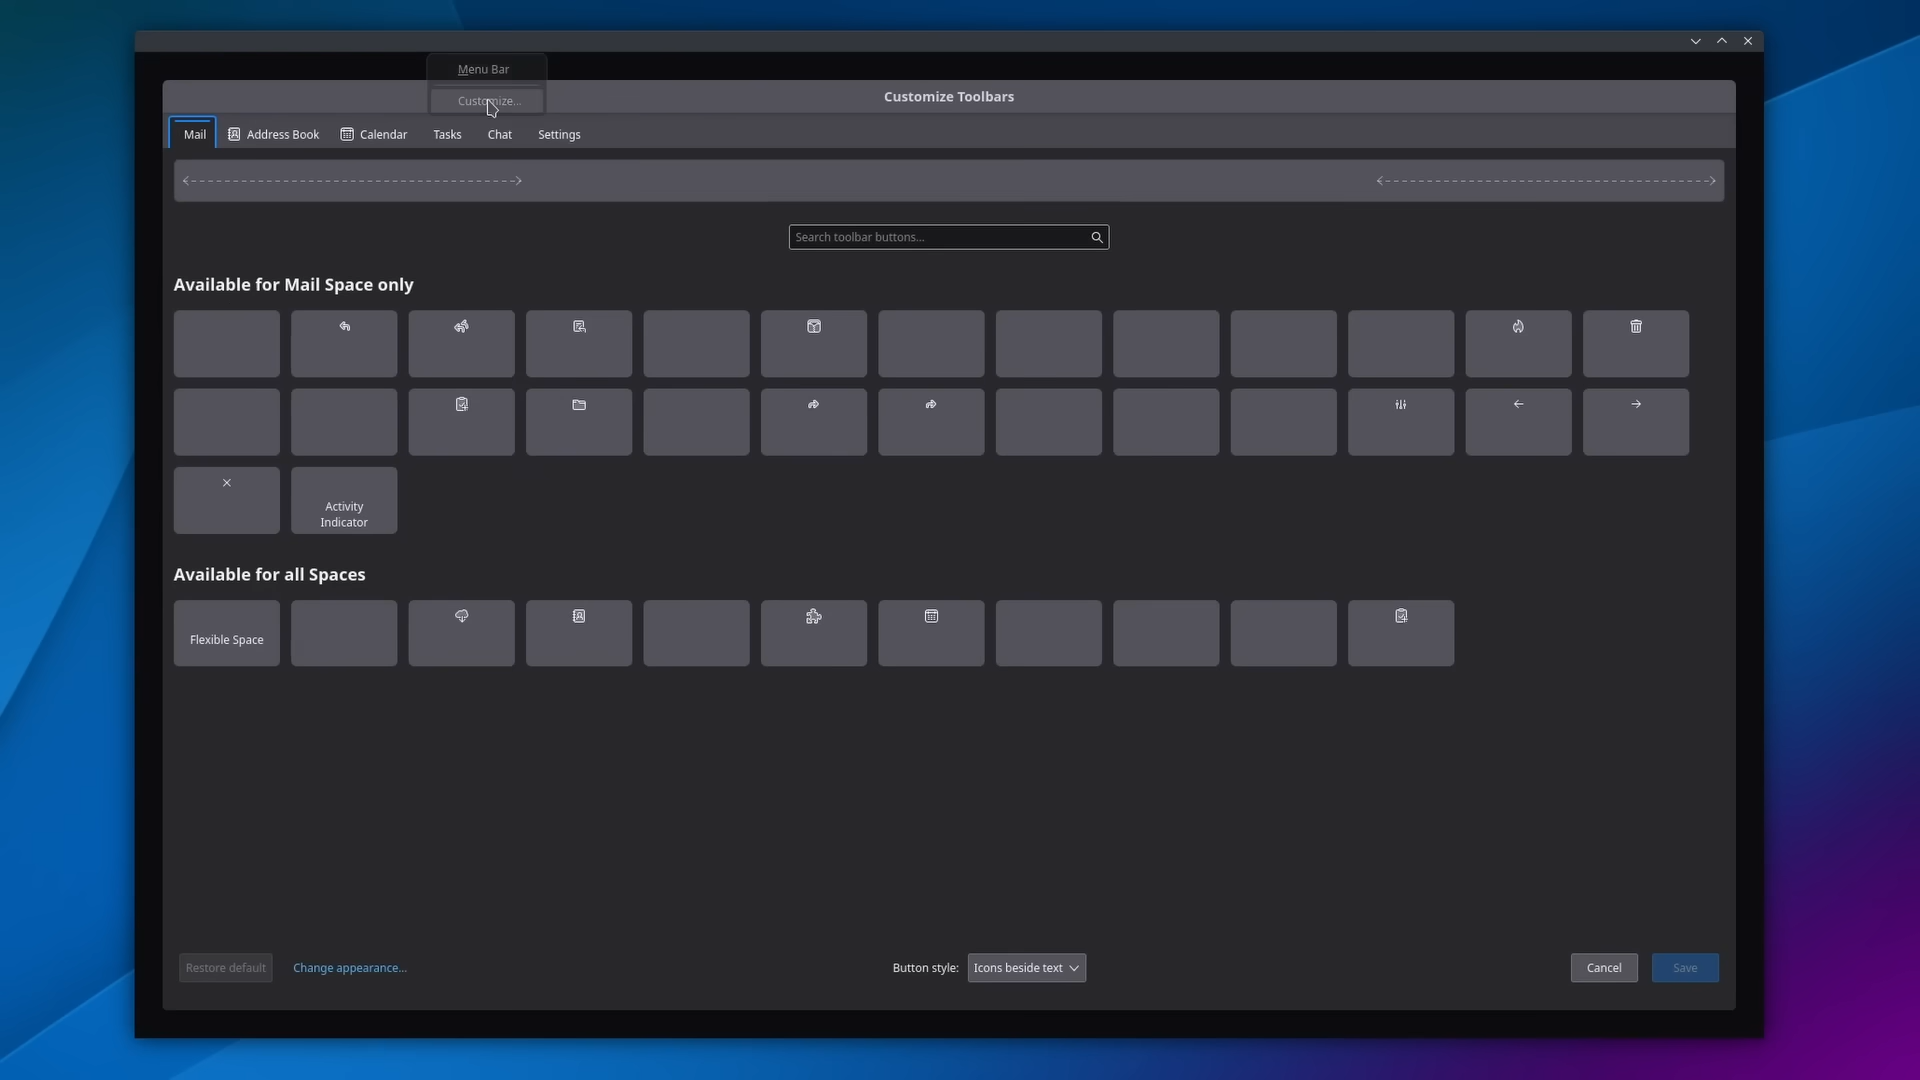 Menu Bar
Customize...
Customize Toolbars
Mail
Address Book
Calendar
Tasks
Chat
Settings
Search toolbar buttons...
Available for Mail Space only
Activity
Indicator
Available for all Spaces
Flexible Space
Restore default
Change appearance...
Button style:
Icons beside text
Cancel
Save